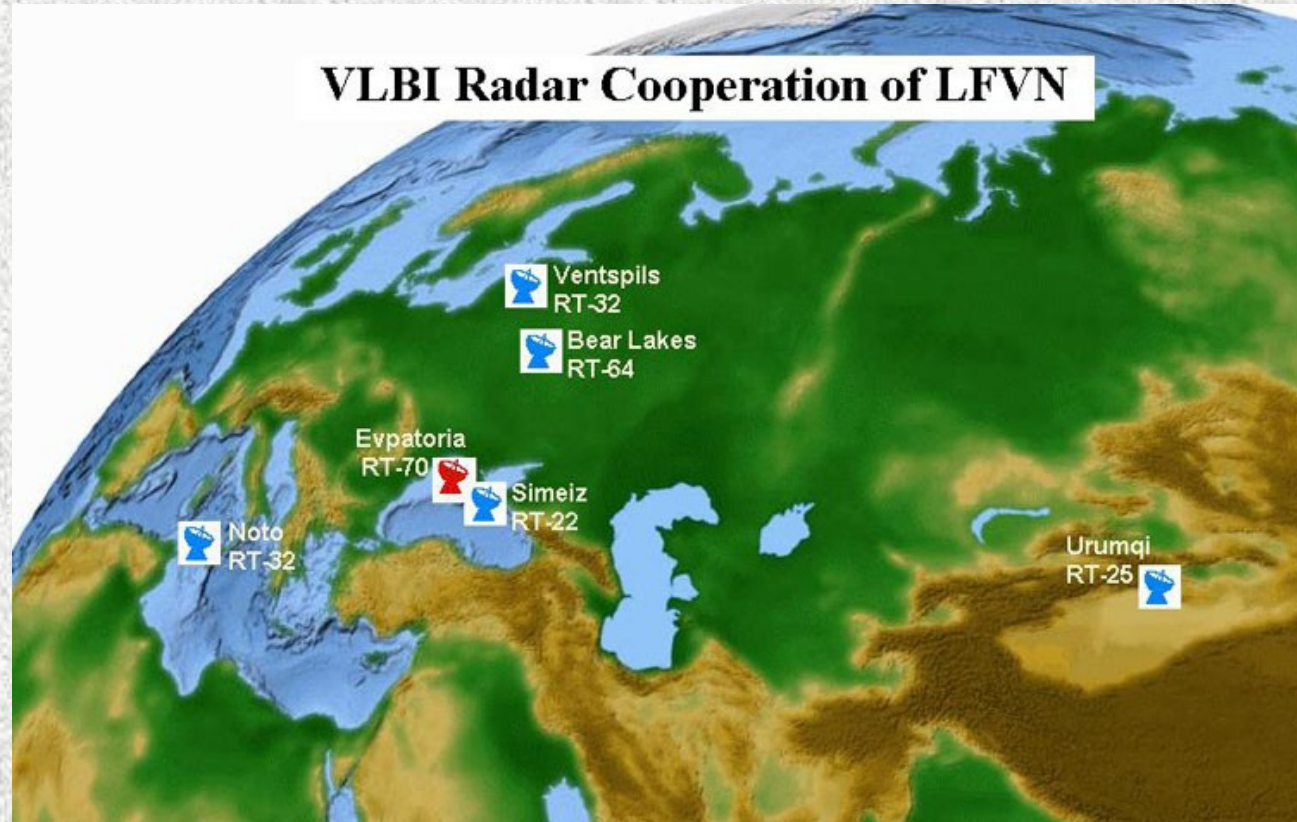 VLBI Radar Cooperation of LFVN
Ventspils
RT-32
Bear Lakes
RT-64
Evpatoria
RT-70
Simeiz
RT-22
Noto
RT-32
Urumqi
RT-25